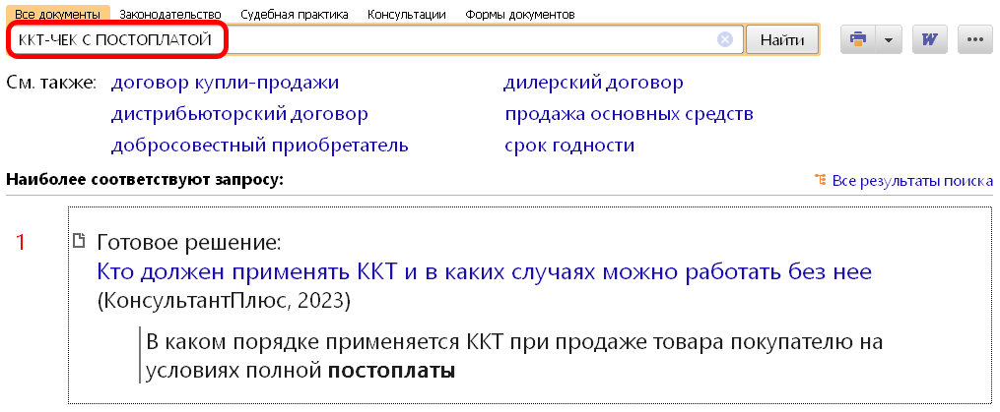 Все документы Законодательство Судебная практика Консультации Формы документов
ККТ-ЧЕК С ПОСТОПЛАТОЙ Найти W
См. также: договор купли-продажи дилерский договор
дистрибьюторский договор продажа основных средств
добросовестный приобретатель срок годности
Наиболее соответствуют запросу: Все результаты поиска
1 Готовое решение:
Кто должен применять ККТ и в каких случаях можно работать без нее
(КонсультантПлюс, 2023)
В каком порядке применяется ККТ при продаже товара покупателю на
условиях полной постоплаты